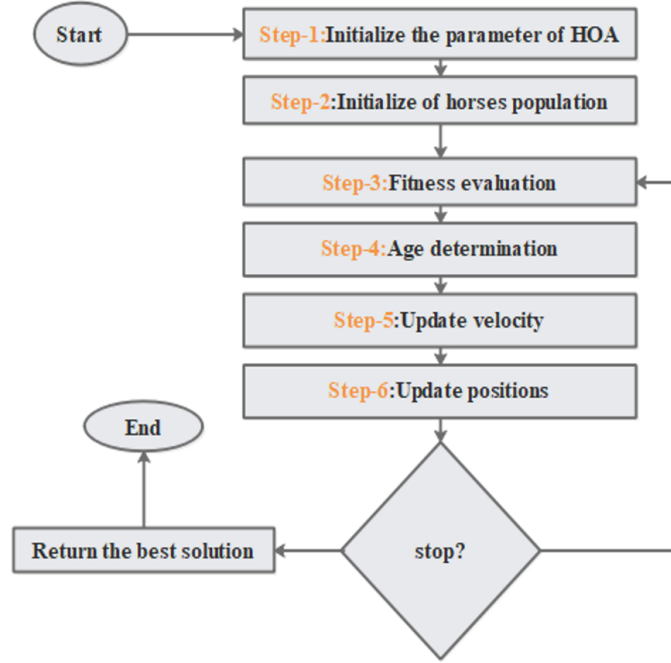 Start
Step-1:Initialize the parameter of HOA
Step-2:Initialize of horses population
Step-3:Fitness evaluation
Step-4:Age determination
Step-5:Update velocity
Step-6:Update positions
End
Return the best solution
stop?